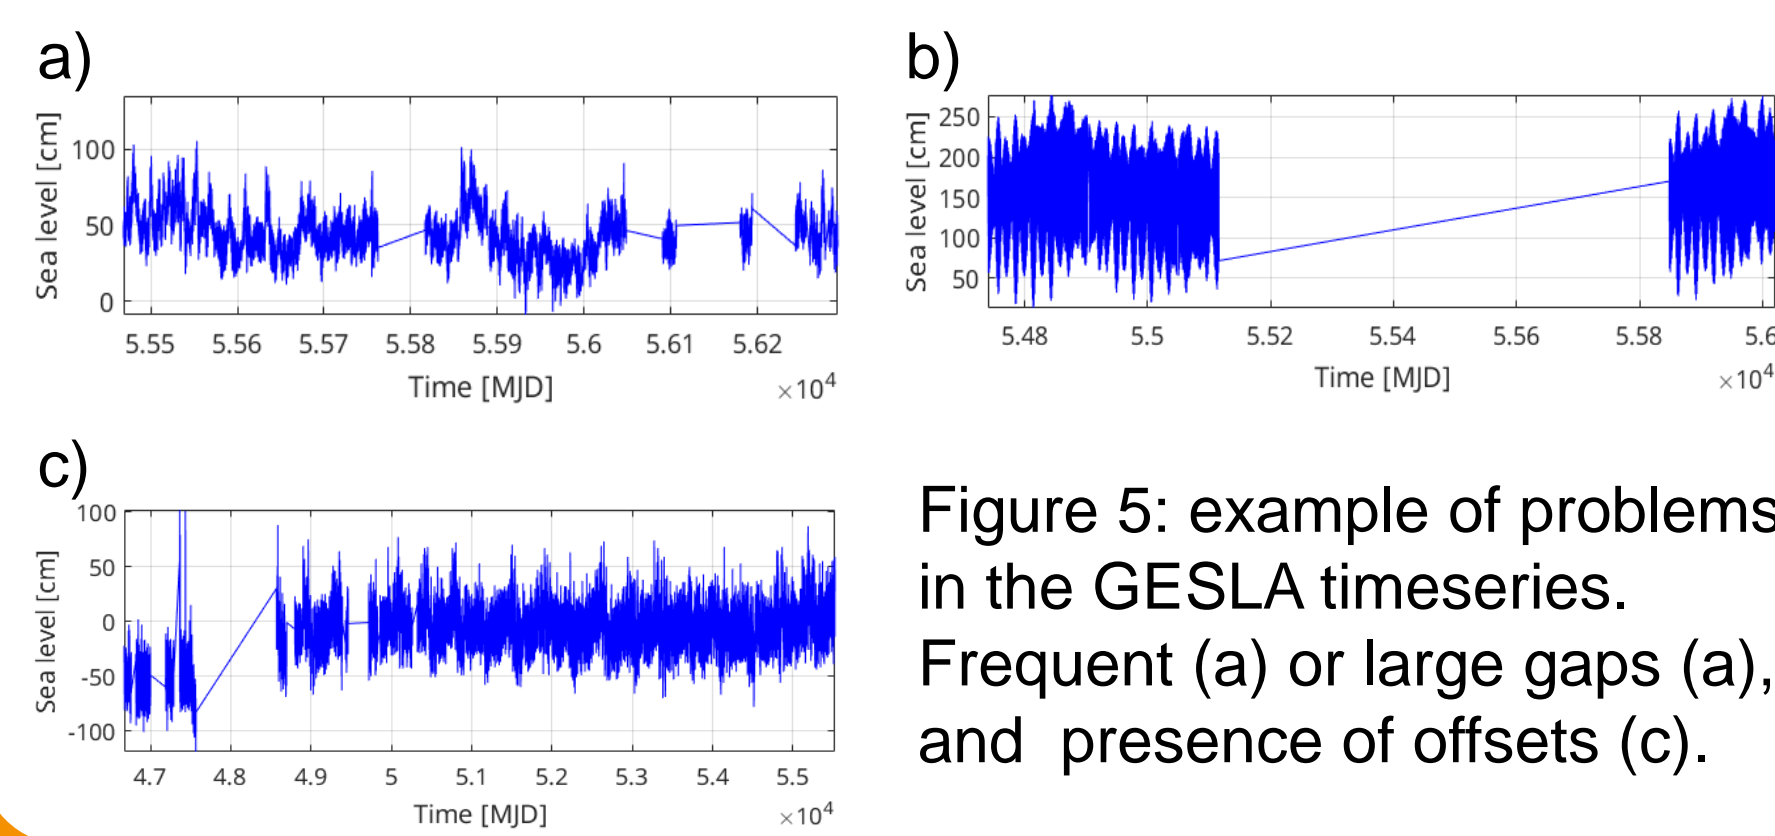 a)
Sea level [cm]
100
50
0
5.55 5.56 5.57 5.58 5.59 5.6 5.61 5.62
Time [MJD]
×10⁴
b)
Sea level [cm]
250
200
150
100
50
5.48 5.5 5.52 5.54 5.56 5.58 5.6
Time [MJD]
×10⁴
c)
Sea level [cm]
100
50
0
-50
-100
4.7 4.8 4.9 5 5.1 5.2 5.3 5.4 5.5
Time [MJD]
×10⁴
Figure 5: example of problems
in the GESLA timeseries.
Frequent (a) or large gaps (a),
and presence of offsets (c).